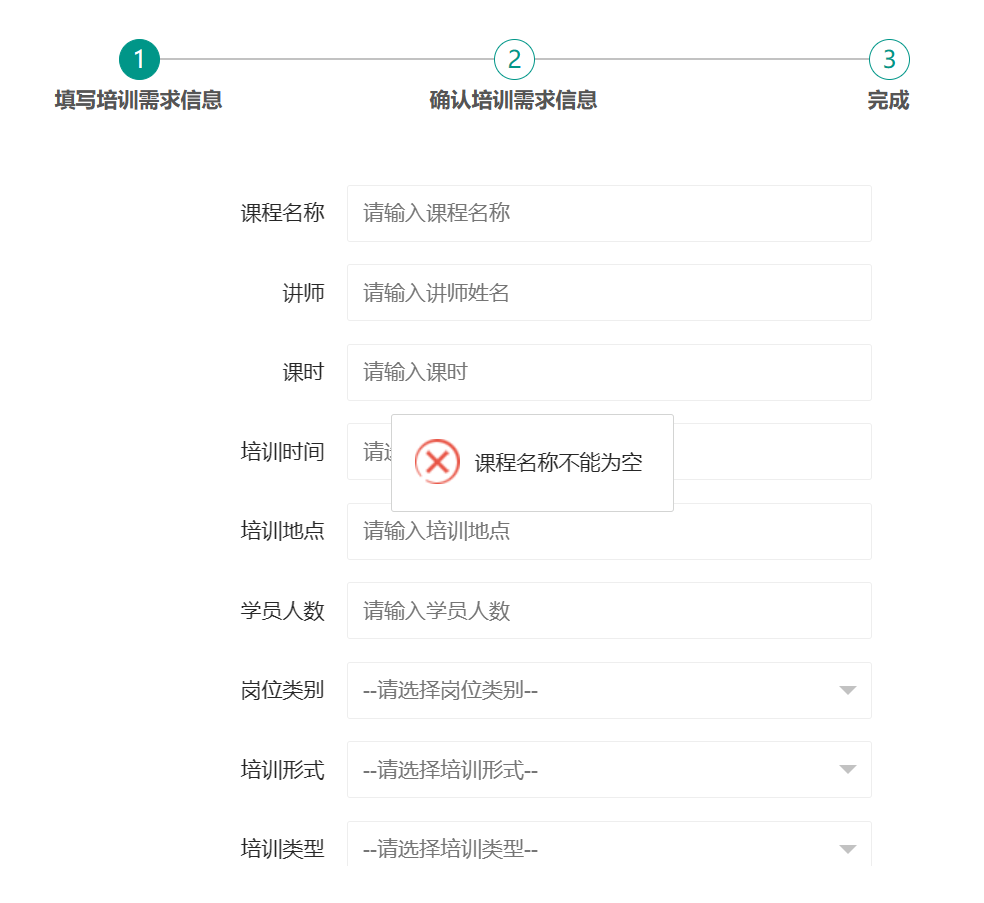 1
2
3
填写培训需求信息
确认培训需求信息
完成
课程名称
请输入课程名称
讲师
请输入讲师姓名
课时
请输入课时
培训时间
请
课程名称不能为空
培训地点
请输入培训地点
学员人数
请输入学员人数
岗位类别
--请选择岗位类别--
培训形式
--请选择培训形式--
培训类型
--请选择培训类型--